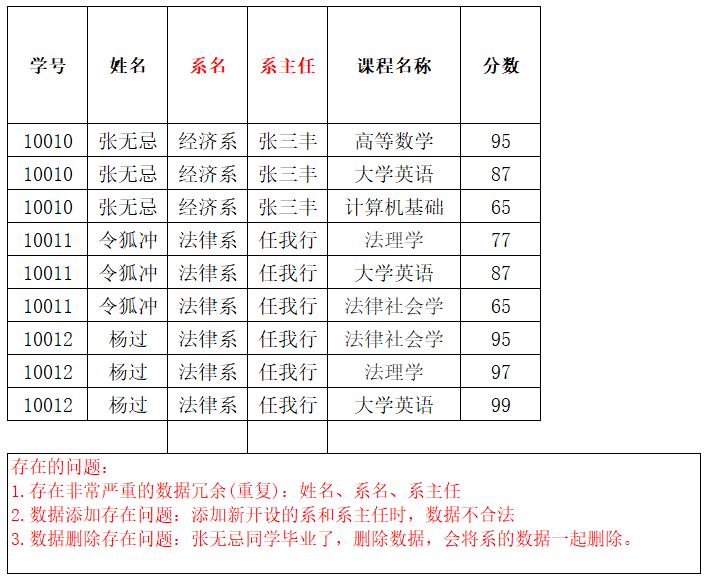 学号 姓名 系名 系主任 课程名称 分数
10010 张无忌 经济系 张三丰 高等数学 95
10010 张无忌 经济系 张三丰 大学英语 87
10010 张无忌 经济系 张三丰 计算机基础 65
10011 令狐冲 法律系 任我行 法理学 77
10011 令狐冲 法律系 任我行 大学英语 87
10011 令狐冲 法律系 任我行 法律社会学 65
10012 杨过 法律系 任我行 法律社会学 95
10012 杨过 法律系 任我行 法理学 97
10012 杨过 法律系 任我行 大学英语 99
存在的问题:
1.存在非常严重的数据冗余(重复): 姓名、系名、系主任
2.数据添加存在问题: 添加新开设的系和系主任时, 数据不合法
3.数据删除存在问题: 张无忌同学毕业了, 删除数据, 会将系的数据一起删除。